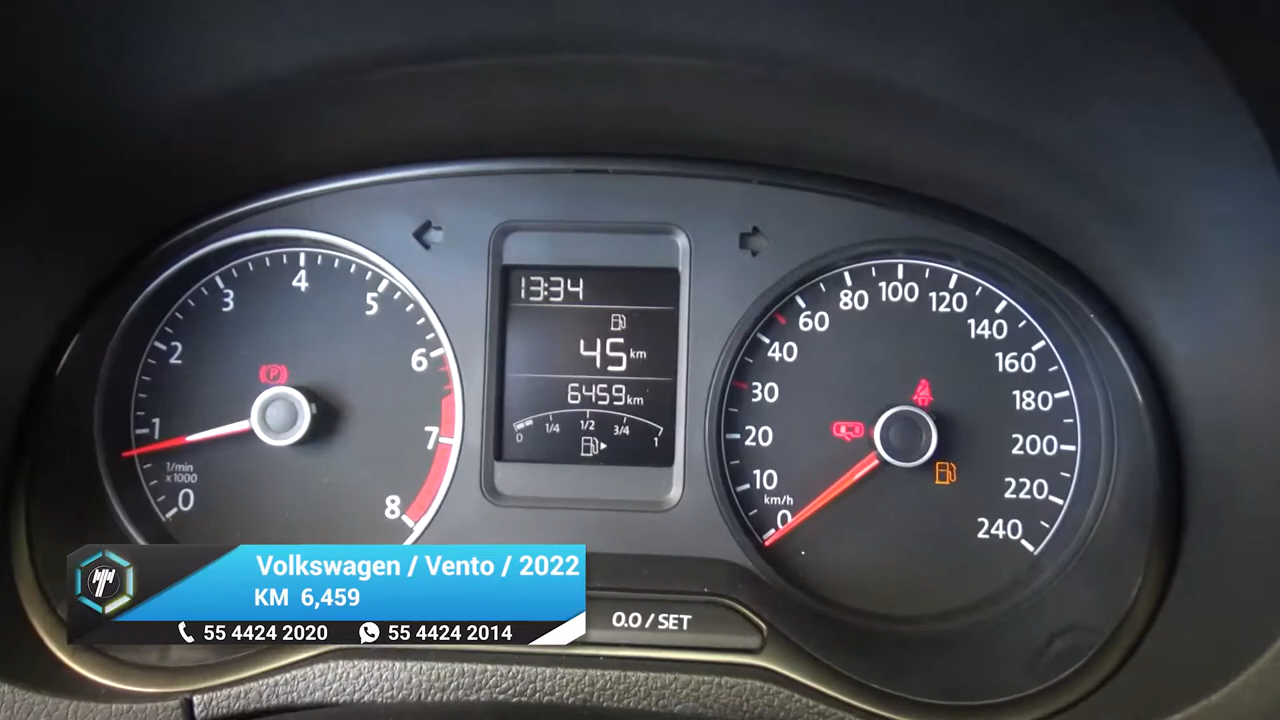 1/min
x1000
0
1
2
3
4
5
6
7
8
P
13:34
45 km
6459 km
0 1/4 1/2 3/4 1
km/h
0
10
20
30
40
60
80
100
120
140
160
180
200
220
240
0.0 / SET
Volkswagen / Vento / 2022
KM 6,459
55 4424 2020 55 4424 2014